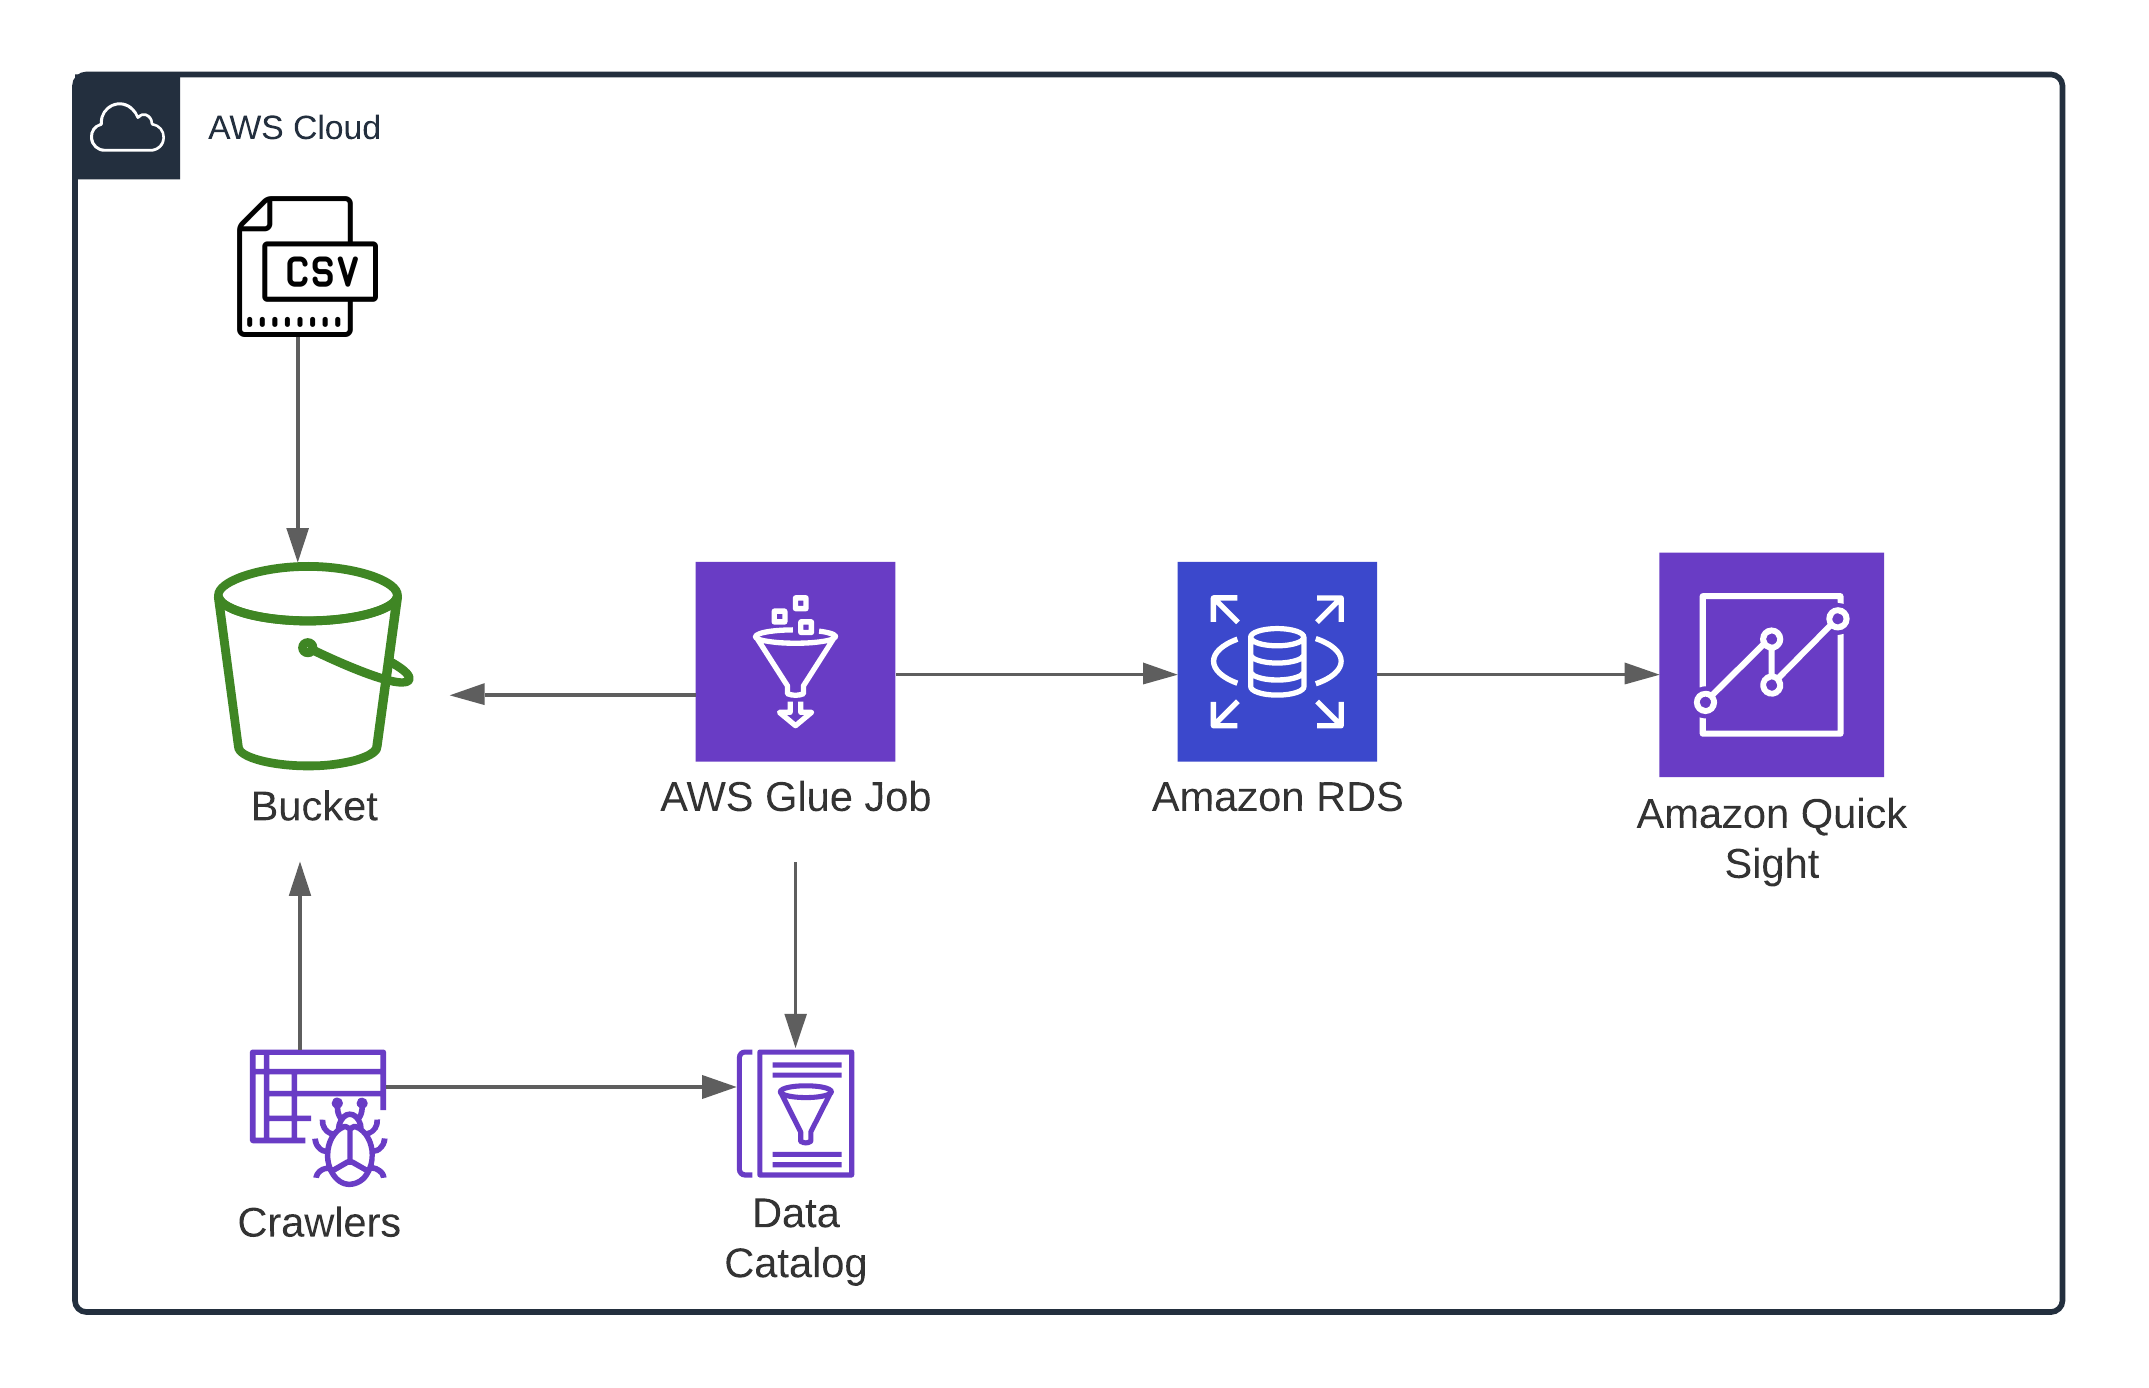 AWS Cloud
CSV
Bucket
AWS Glue Job
Amazon RDS
Amazon Quick
Sight
Crawlers
Data
Catalog